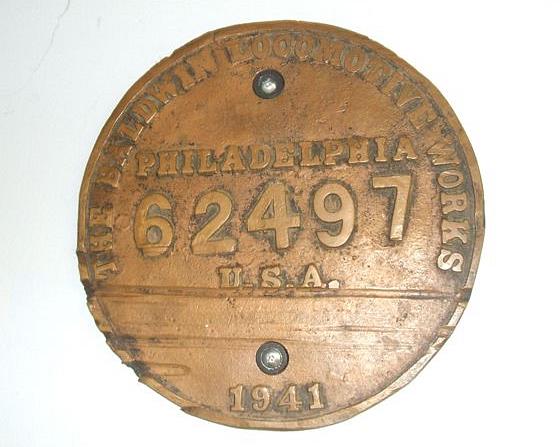 THE BALDWIN LOCOMOTIVE WORKS
PHILADELPHIA
62497
U.S.A.
1941